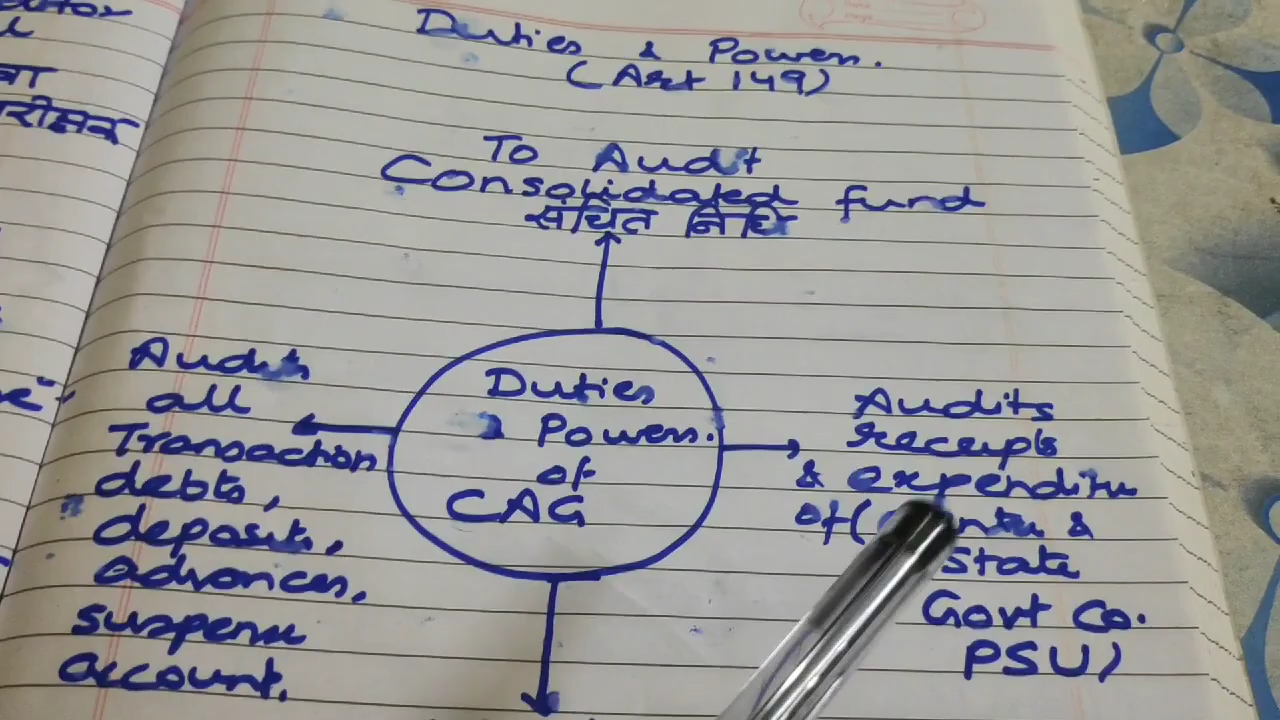 Duties & Powers.
(Art 149)
To Audit
Consolidated fund
संचित निधि
Audits
all
Transaction
debts,
deposits,
advances,
suspense
account.
Duties
& Powers.
of
CAG
Audits
receipts
& expenditure
of (
&
State
Govt Co.
PSU)
वा